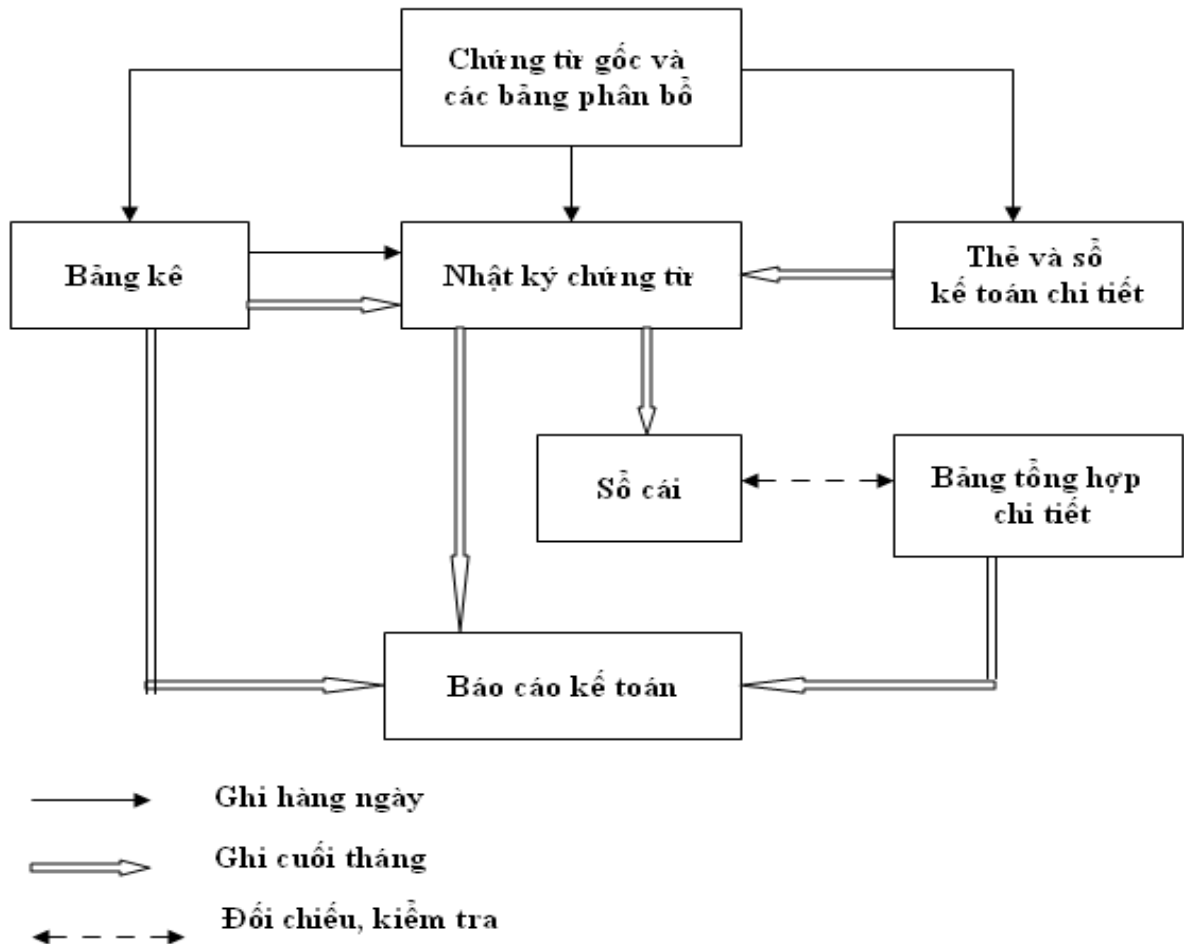 Chứng từ gốc và
các bảng phân bổ
Bảng kê
Nhật ký chứng từ
Thẻ và sổ
kế toán chi tiết
Sổ cái
Bảng tổng hợp
chi tiết
Báo cáo kế toán
Ghi hàng ngày
Ghi cuối tháng
Đối chiếu, kiểm tra